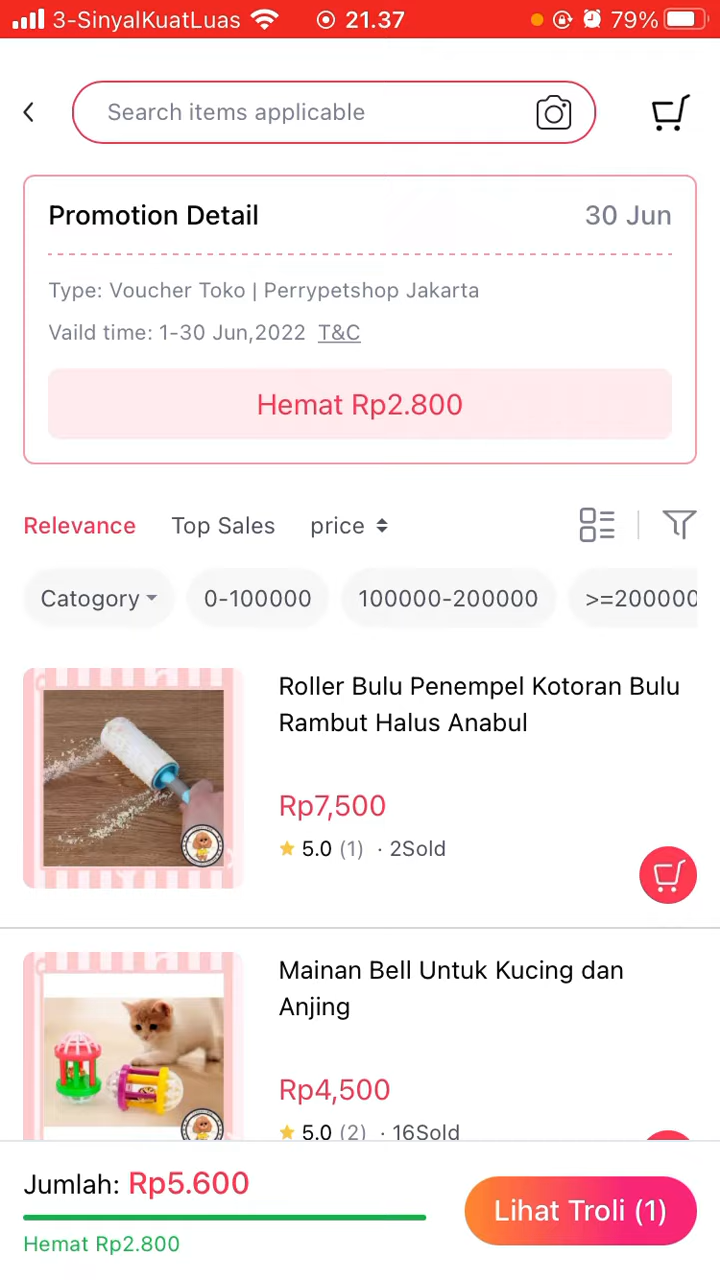 3-SinyalKuatLuas
21.37
79%
Search items applicable
Promotion Detail
30 Jun
Type: Voucher Toko | Perrypetshop Jakarta
Vaild time: 1-30 Jun,2022 T&C
Hemat Rp2.800
Relevance Top Sales price
Catogory 0-100000 100000-200000 >=200000
Roller Bulu Penempel Kotoran Bulu
Rambut Halus Anabul
Rp7,500
5.0 (1) · 2Sold
Mainan Bell Untuk Kucing dan
Anjing
Rp4,500
5.0 (2) · 16Sold
Jumlah: Rp5.600
Lihat Troli (1)
Hemat Rp2.800